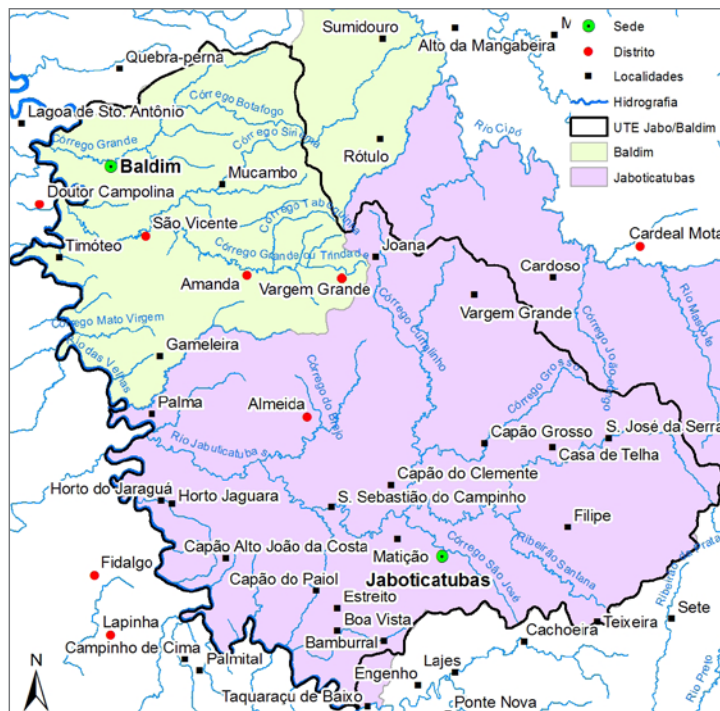 Sumidouro
Alto da Mangabeira
M
Sede
Distrito
Localidades
Hidrografia
UTE Jabo/Baldim
Baldim
Jaboticatubas
Quebra-perna
Lagoa de Sto. Antônio
Córrego Botafogo
Córrego Grande
Baldim
Mucambo
Rótulo
Rio Cipó
Doutor Campolina
São Vicente
Timóteo
Córrego Grande ou Trindade
Joana
Cardeal Mota
Amanda
Vargem Grande
Cardoso
Vargem Grande
Rio Mascote
Córrego Mato Virgem
Rio das Velhas
Gameleira
Córrego Grosso
Palma
Almeida
Córrego do Brejo
Rio Jabuticatubas
Capão Grosso
S. José da Serra
Casa de Telha
Capão do Clemente
Horto do Jaraguá
Horto Jaguara
S. Sebastião do Campinho
Filipe
Capão Alto João da Costa
Matição
Ribeirão Santana
Fidalgo
Jaboticatubas
Córrego São José
Capão do Paiol
Estreito
Lapinha
Boa Vista
Teixeira
Sete
Campinho de Cima
Bamburral
Cachoeira
Palmital
Engenho
Lajes
Rio Preto
N
Taquaraçu de Baixo
Ponte Nova